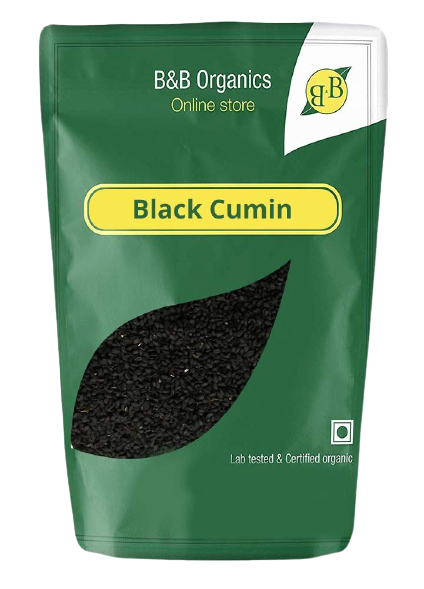 B&B Organics
Online store
B&B
Black Cumin
Lab tested & Certified organic